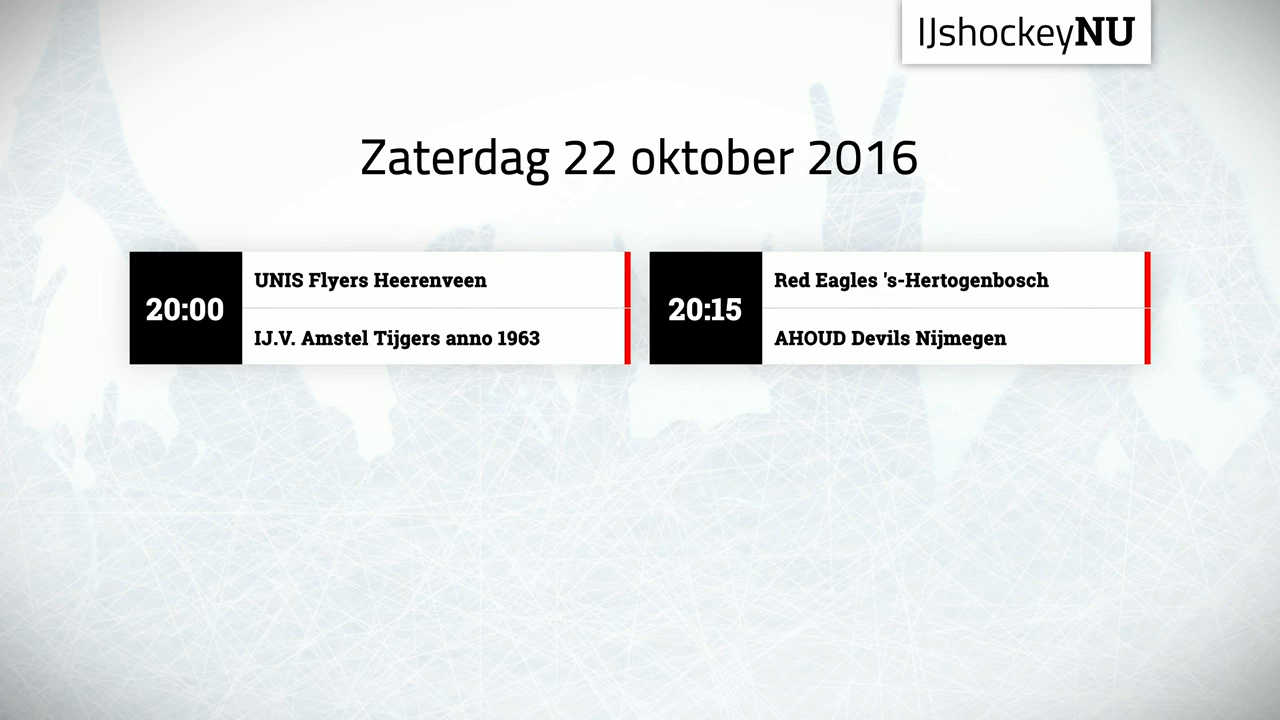 IJshockeyNU
Zaterdag 22 oktober 2016
20:00
UNIS Flyers Heerenveen
IJ.V. Amstel Tijgers anno 1963
20:15
Red Eagles 's-Hertogenbosch
AHOUD Devils Nijmegen